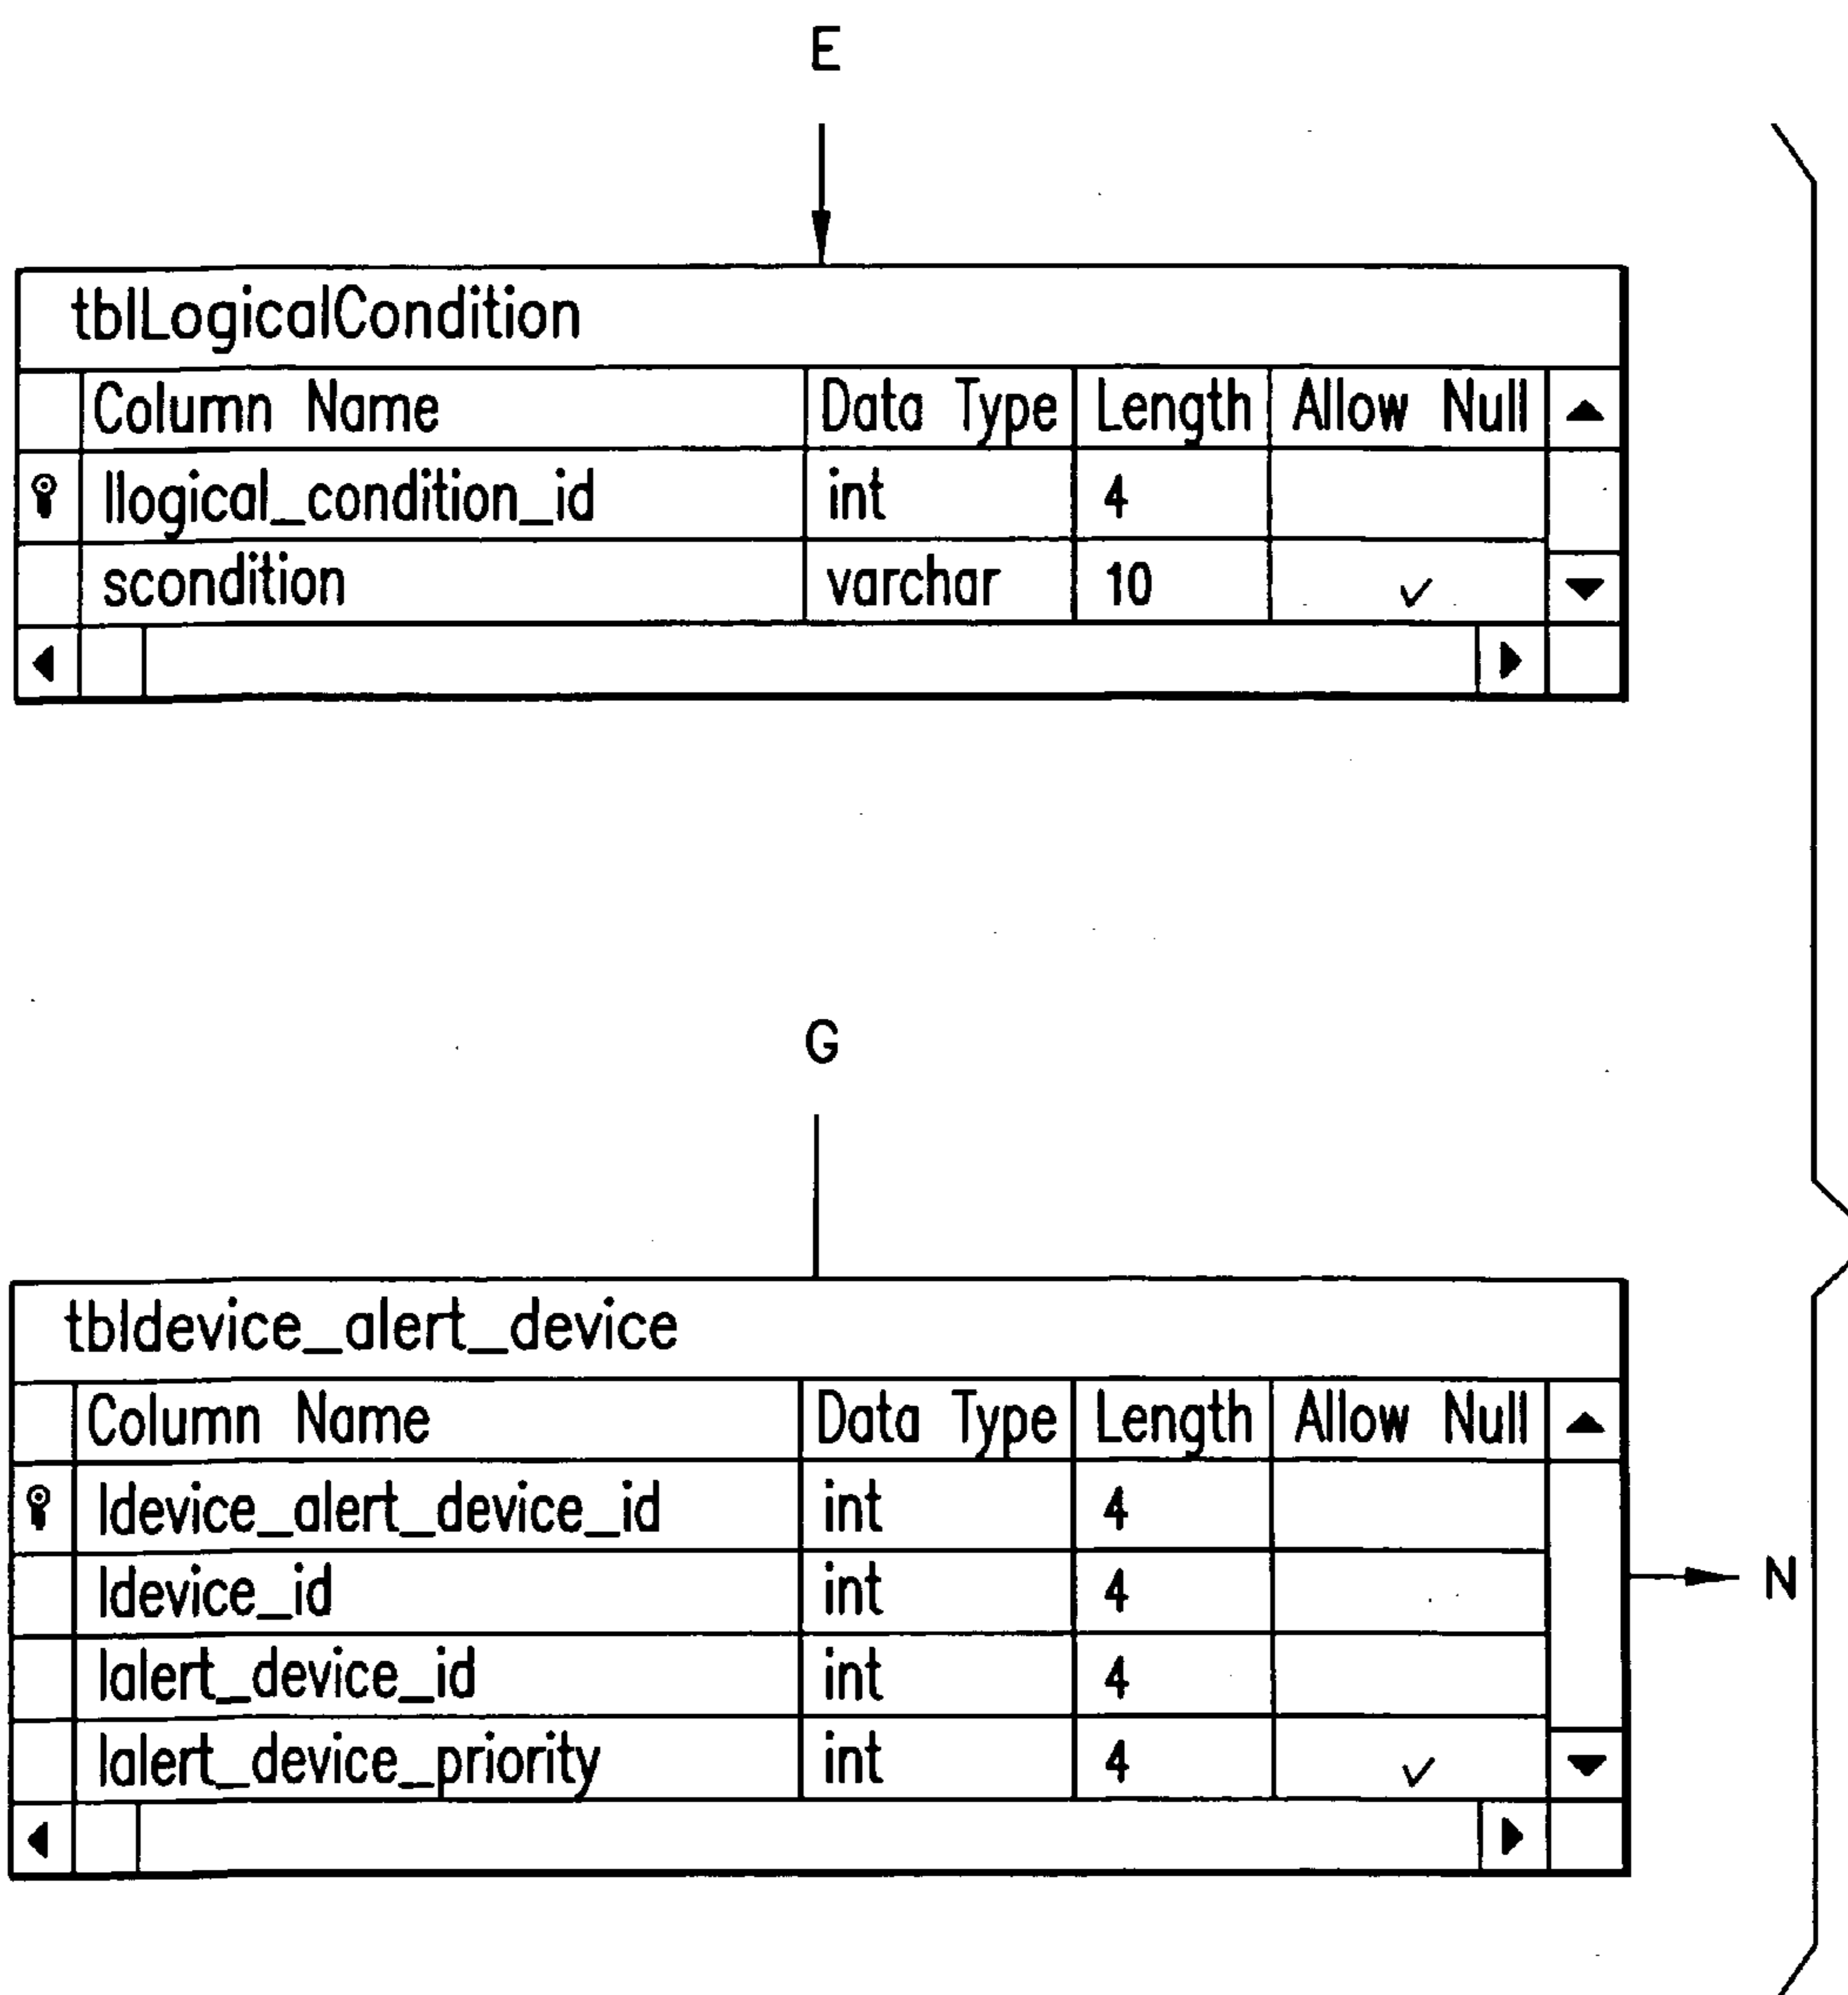 E
tblLogicalCondition
Column Name Data Type Length Allow Null
llogical_condition_id int 4
scondition varchar 10 ✓
G
tbldevice_alert_device
Column Name Data Type Length Allow Null
ldevice_alert_device_id int 4
ldevice_id int 4
N
lalert_device_id int 4
lalert_device_priority int 4 ✓